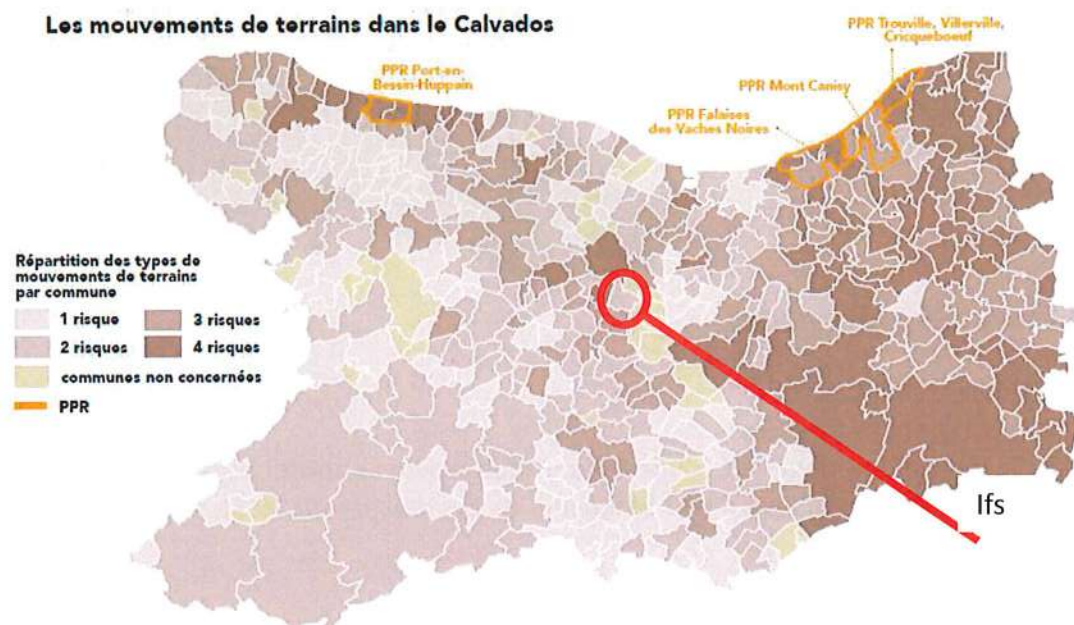 Les mouvements de terrains dans le Calvados
PPR Trouville, Villerville,
Cricqueboeuf
PPR Port-en-
Bessin-Huppain
PPR Mont Canisy
PPR Falaises
des Vaches Noires
Répartition des types de
mouvements de terrains
par commune
1 risque
3 risques
2 risques
4 risques
communes non concernées
PPR
Ifs